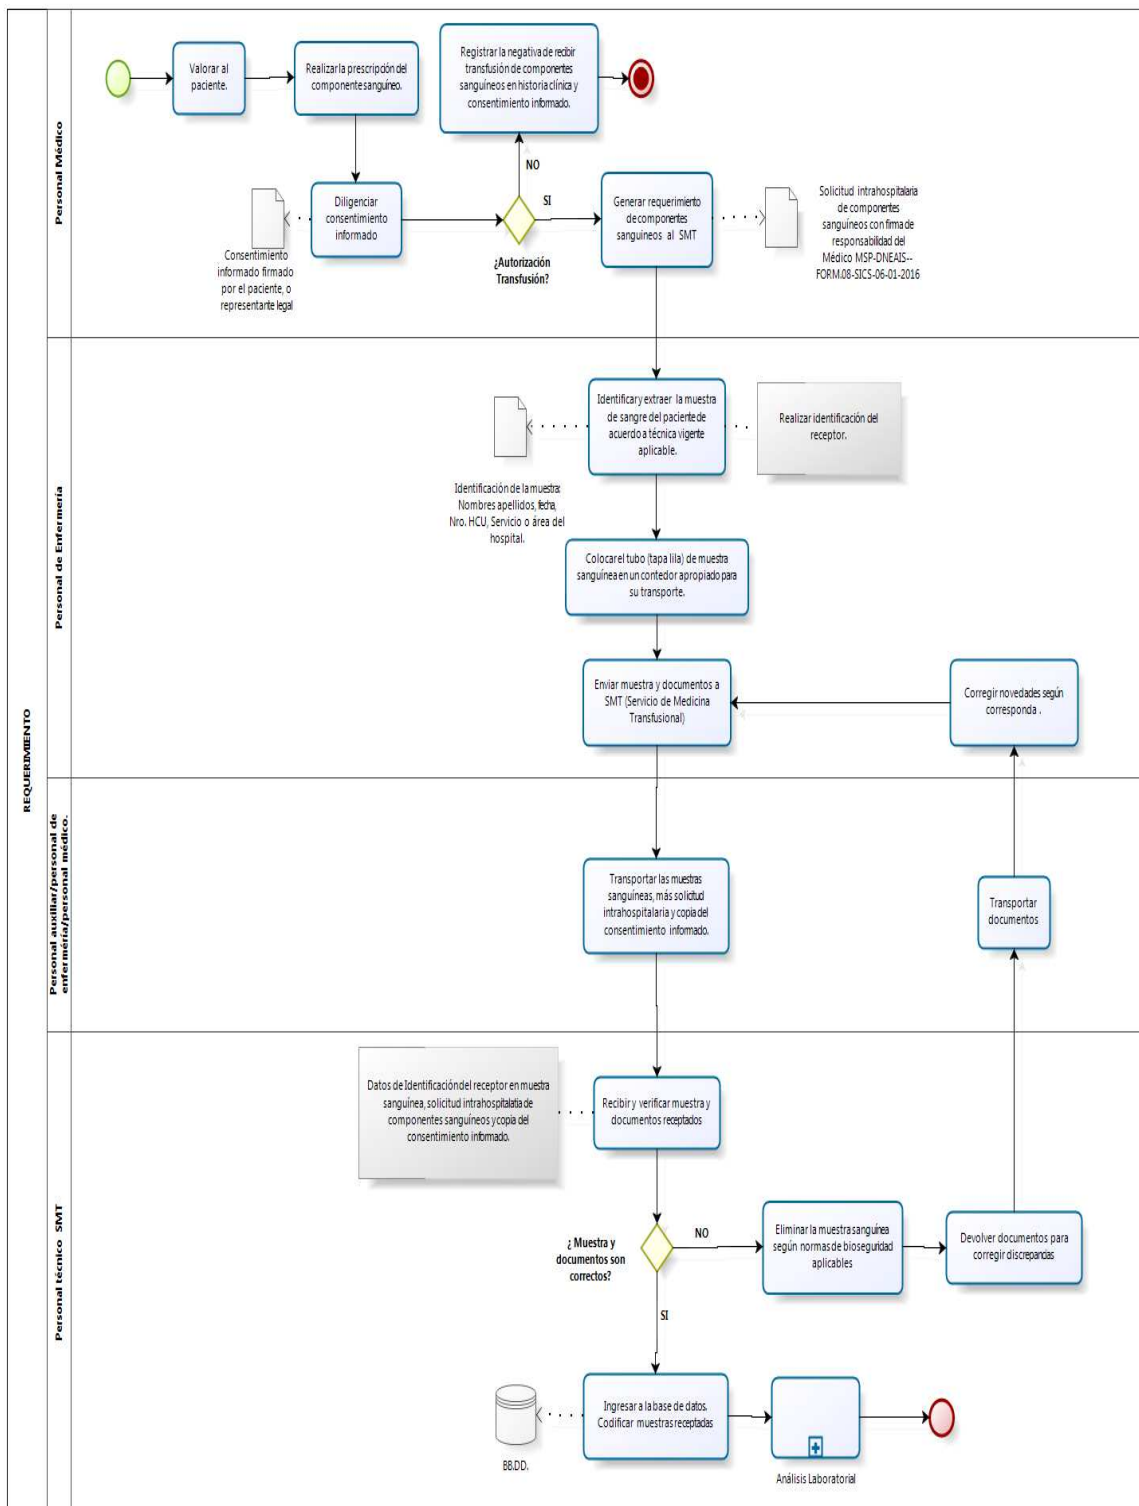 REQUERIMIENTO
Personal Médico
Valorar al
paciente.
Realizar la prescripción del
componente sanguíneo.
Registrar la negativa de recibir
transfusión de componentes
sanguíneos en historia clínica y
consentimiento informado.
NO
Diligenciar
consentimiento
informado
Consentimiento
informado firmado
por el paciente, o
representante legal
SI
¿Autorización
Transfusión?
Generar requerimiento
de componentes
sanguineos al SMT
Solicitud intrahospitalaria
de componentes
sanguíneos con firma de
responsabilidad del
Médico MSP-DNEAIS--
FORM.08-SICS-06-01-2016
Personal de Enfermería
Identificar y extraer la muestra
de sangre del paciente de
acuerdo a técnica vigente
aplicable.
Realizar identificación del
receptor.
Identificación de la muestra:
Nombres apellidos, fecha,
Nro. HCU, Servicio o área del
hospital.
Colocar el tubo (tapa lila) de muestra
sanguínea en un contedor apropiado para
su transporte.
Enviar muestra y documentos a
SMT (Servicio de Medicina
Transfusional)
Corregir novedades según
corresponda .
Personal auxiliar/personal de
enfermería/personal médico.
Transportar las muestras
sanguíneas, más solicitud
intrahospitalaria y copia del
consentimiento informado.
Transportar
documentos
Personal técnico SMT
Datos de Identificación del receptor en muestra
sanguínea, solicitud intrahospitalatia de
componentes sanguíneos y copia del
consentimiento informado.
Recibir y verificar muestra y
documentos receptados
¿ Muestra y
documentos son
correctos?
NO
Eliminar la muestra sanguínea
según normas de bioseguridad
aplicables
Devolver documentos para
corregir discrepancias
SI
Ingresar a la base de datos.
Codificar muestras receptadas
BB.DD.
Análisis Laboratorial